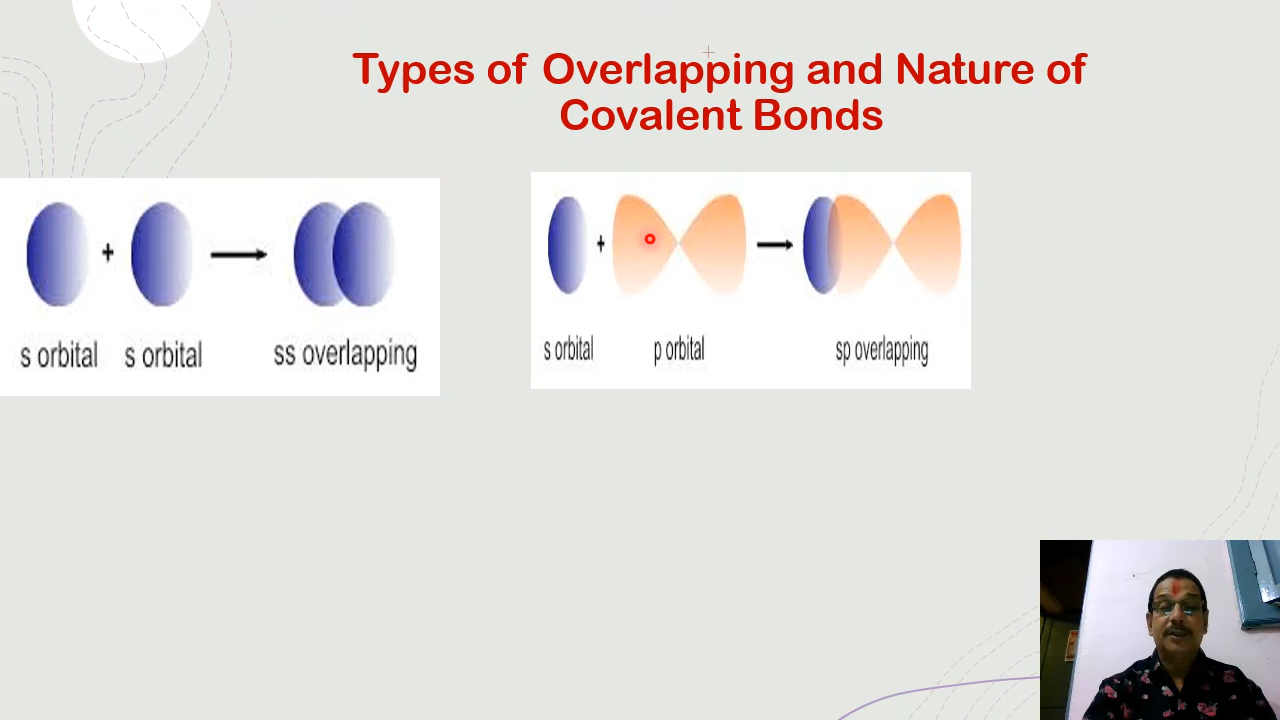 Types of Overlapping and Nature of
Covalent Bonds
+
s orbital s orbital ss overlapping
+
s orbital p orbital sp overlapping